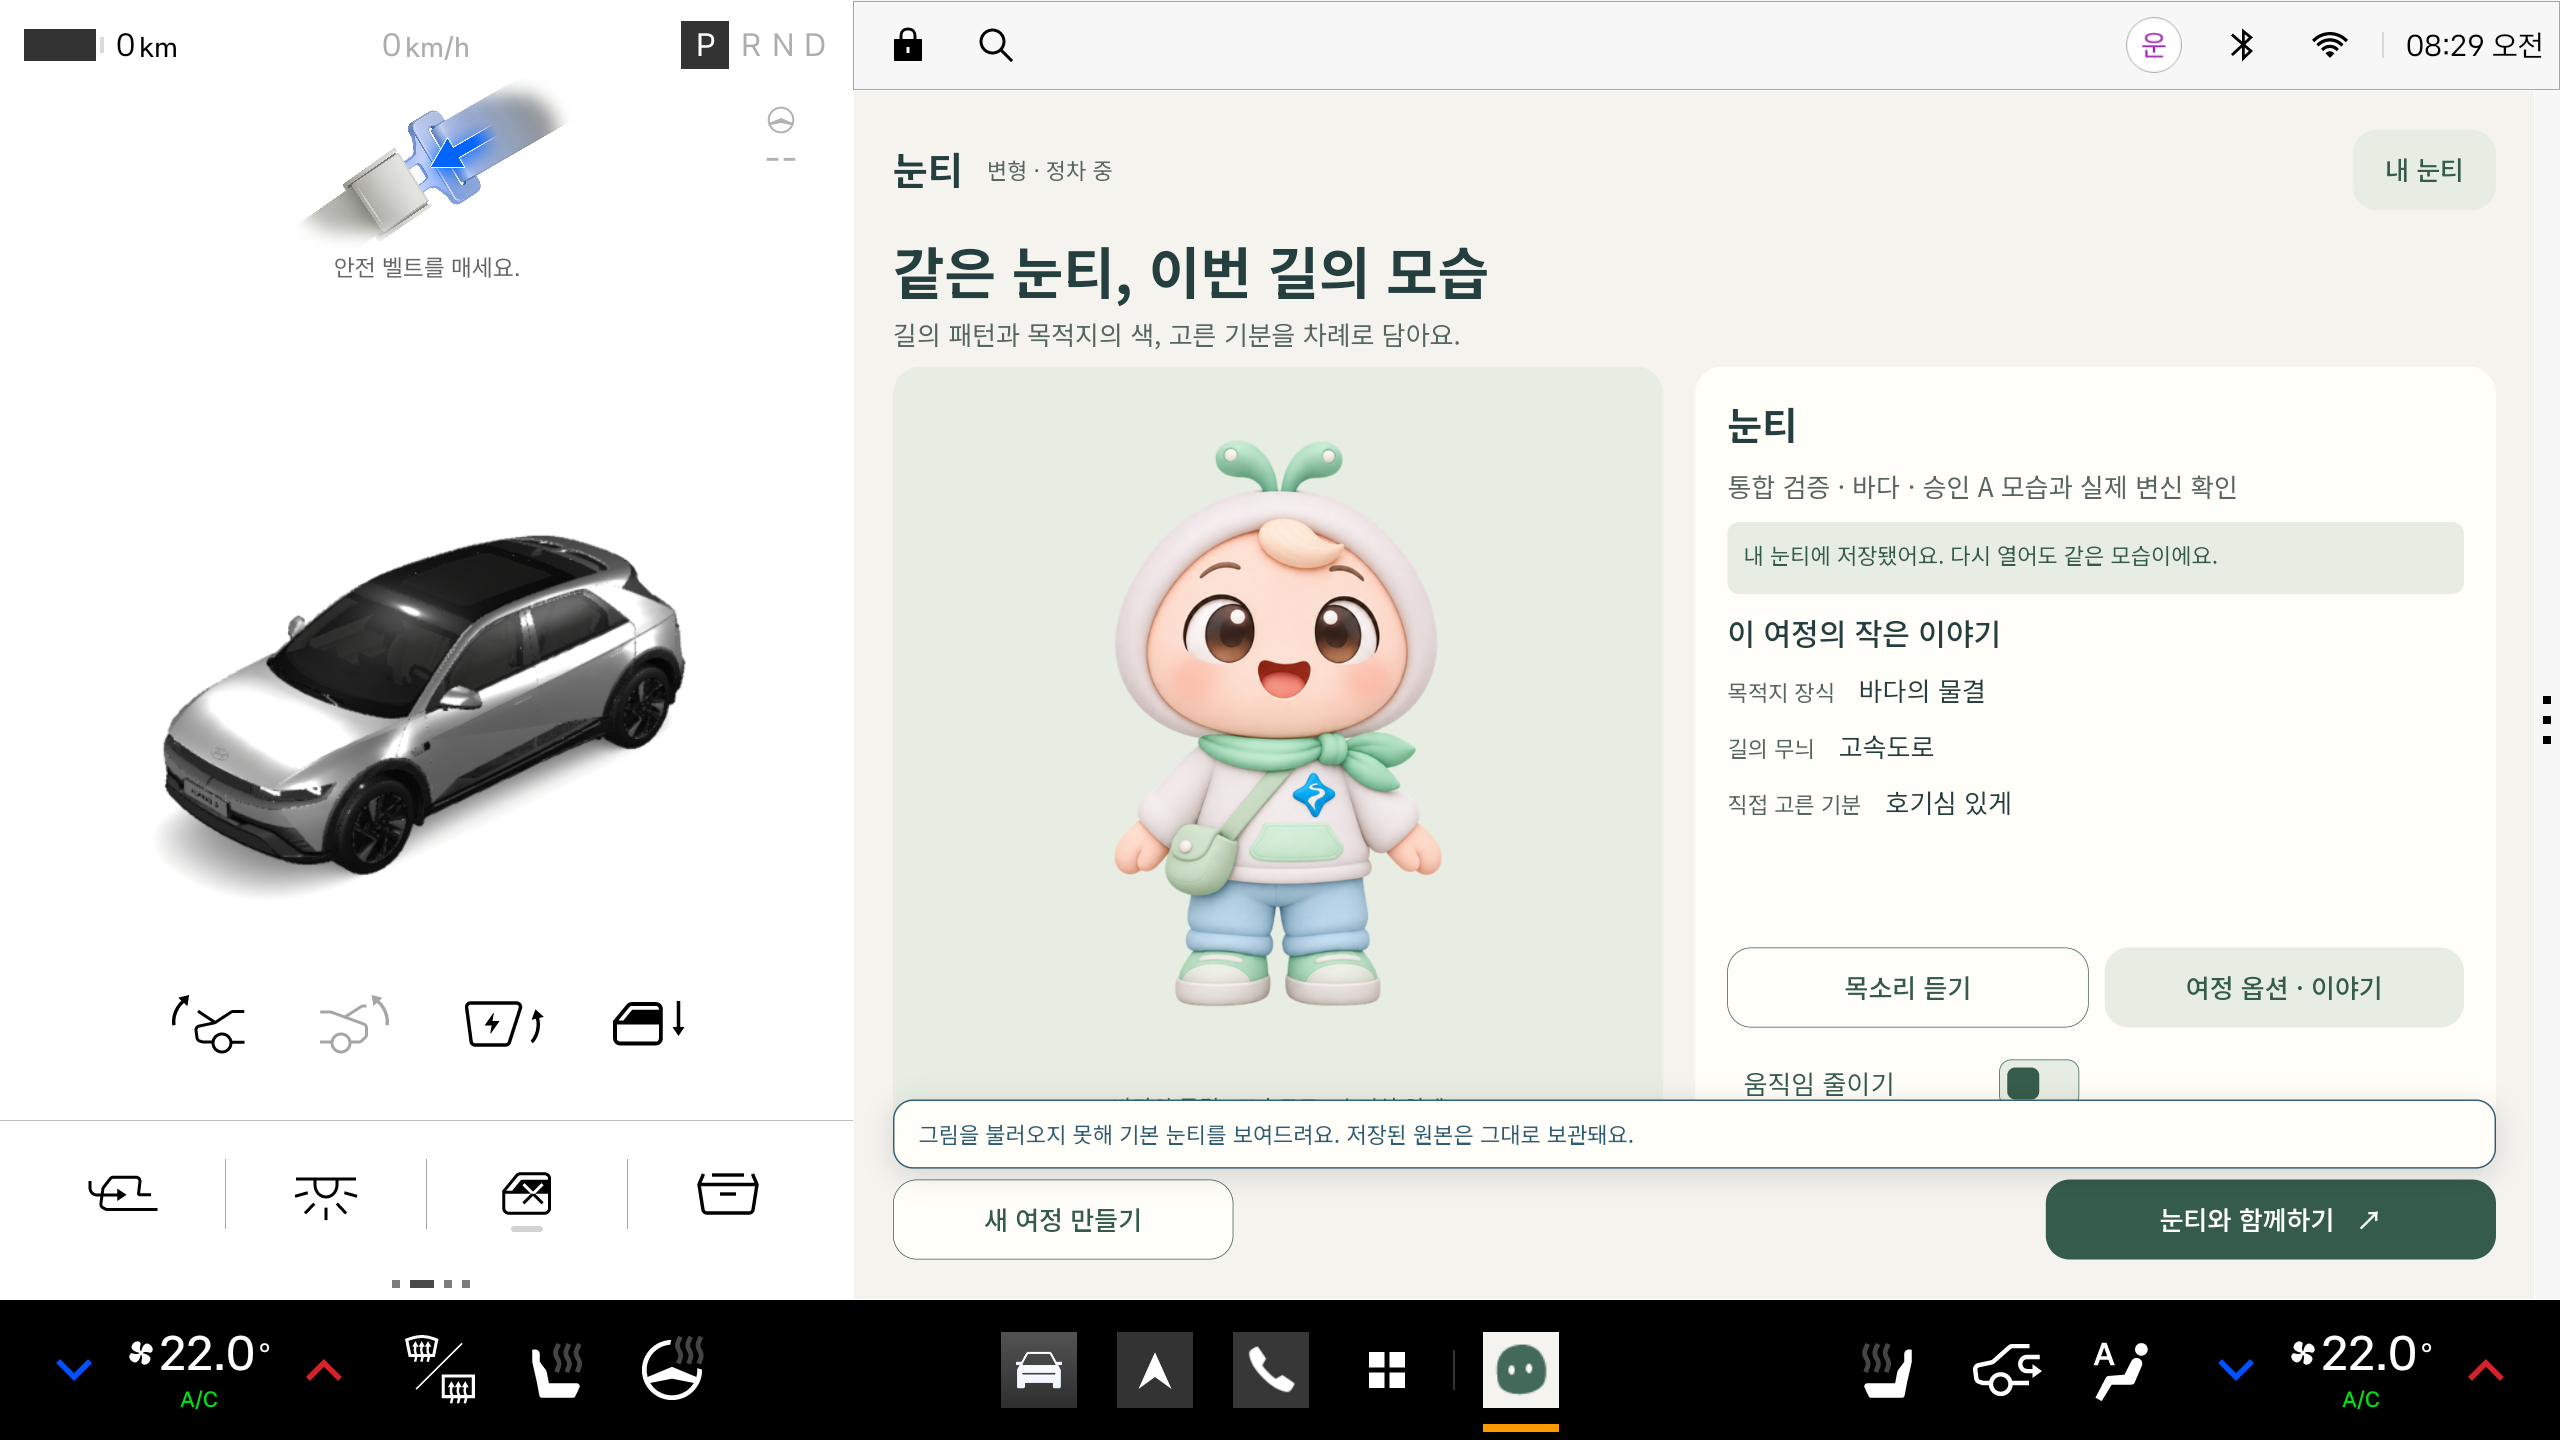 0 km
0 km/h
P R N D
운
08:29 오전
안전 벨트를 매세요.
눈티
변형 · 정차 중
내 눈티
같은 눈티, 이번 길의 모습
길의 패턴과 목적지의 색, 고른 기분을 차례로 담아요.
눈티
통합 검증 · 바다 · 승인 A 모습과 실제 변신 확인
내 눈티에 저장됐어요. 다시 열어도 같은 모습이에요.
이 여정의 작은 이야기
목적지 장식 바다의 물결
길의 무늬 고속도로
직접 고른 기분 호기심 있게
목소리 듣기
여정 옵션 · 이야기
움직임 줄이기
그림을 불러오지 못해 기본 눈티를 보여드려요. 저장된 원본은 그대로 보관돼요.
새 여정 만들기
눈티와 함께하기 ↗
22.0°
A/C
A
22.0°
A/C